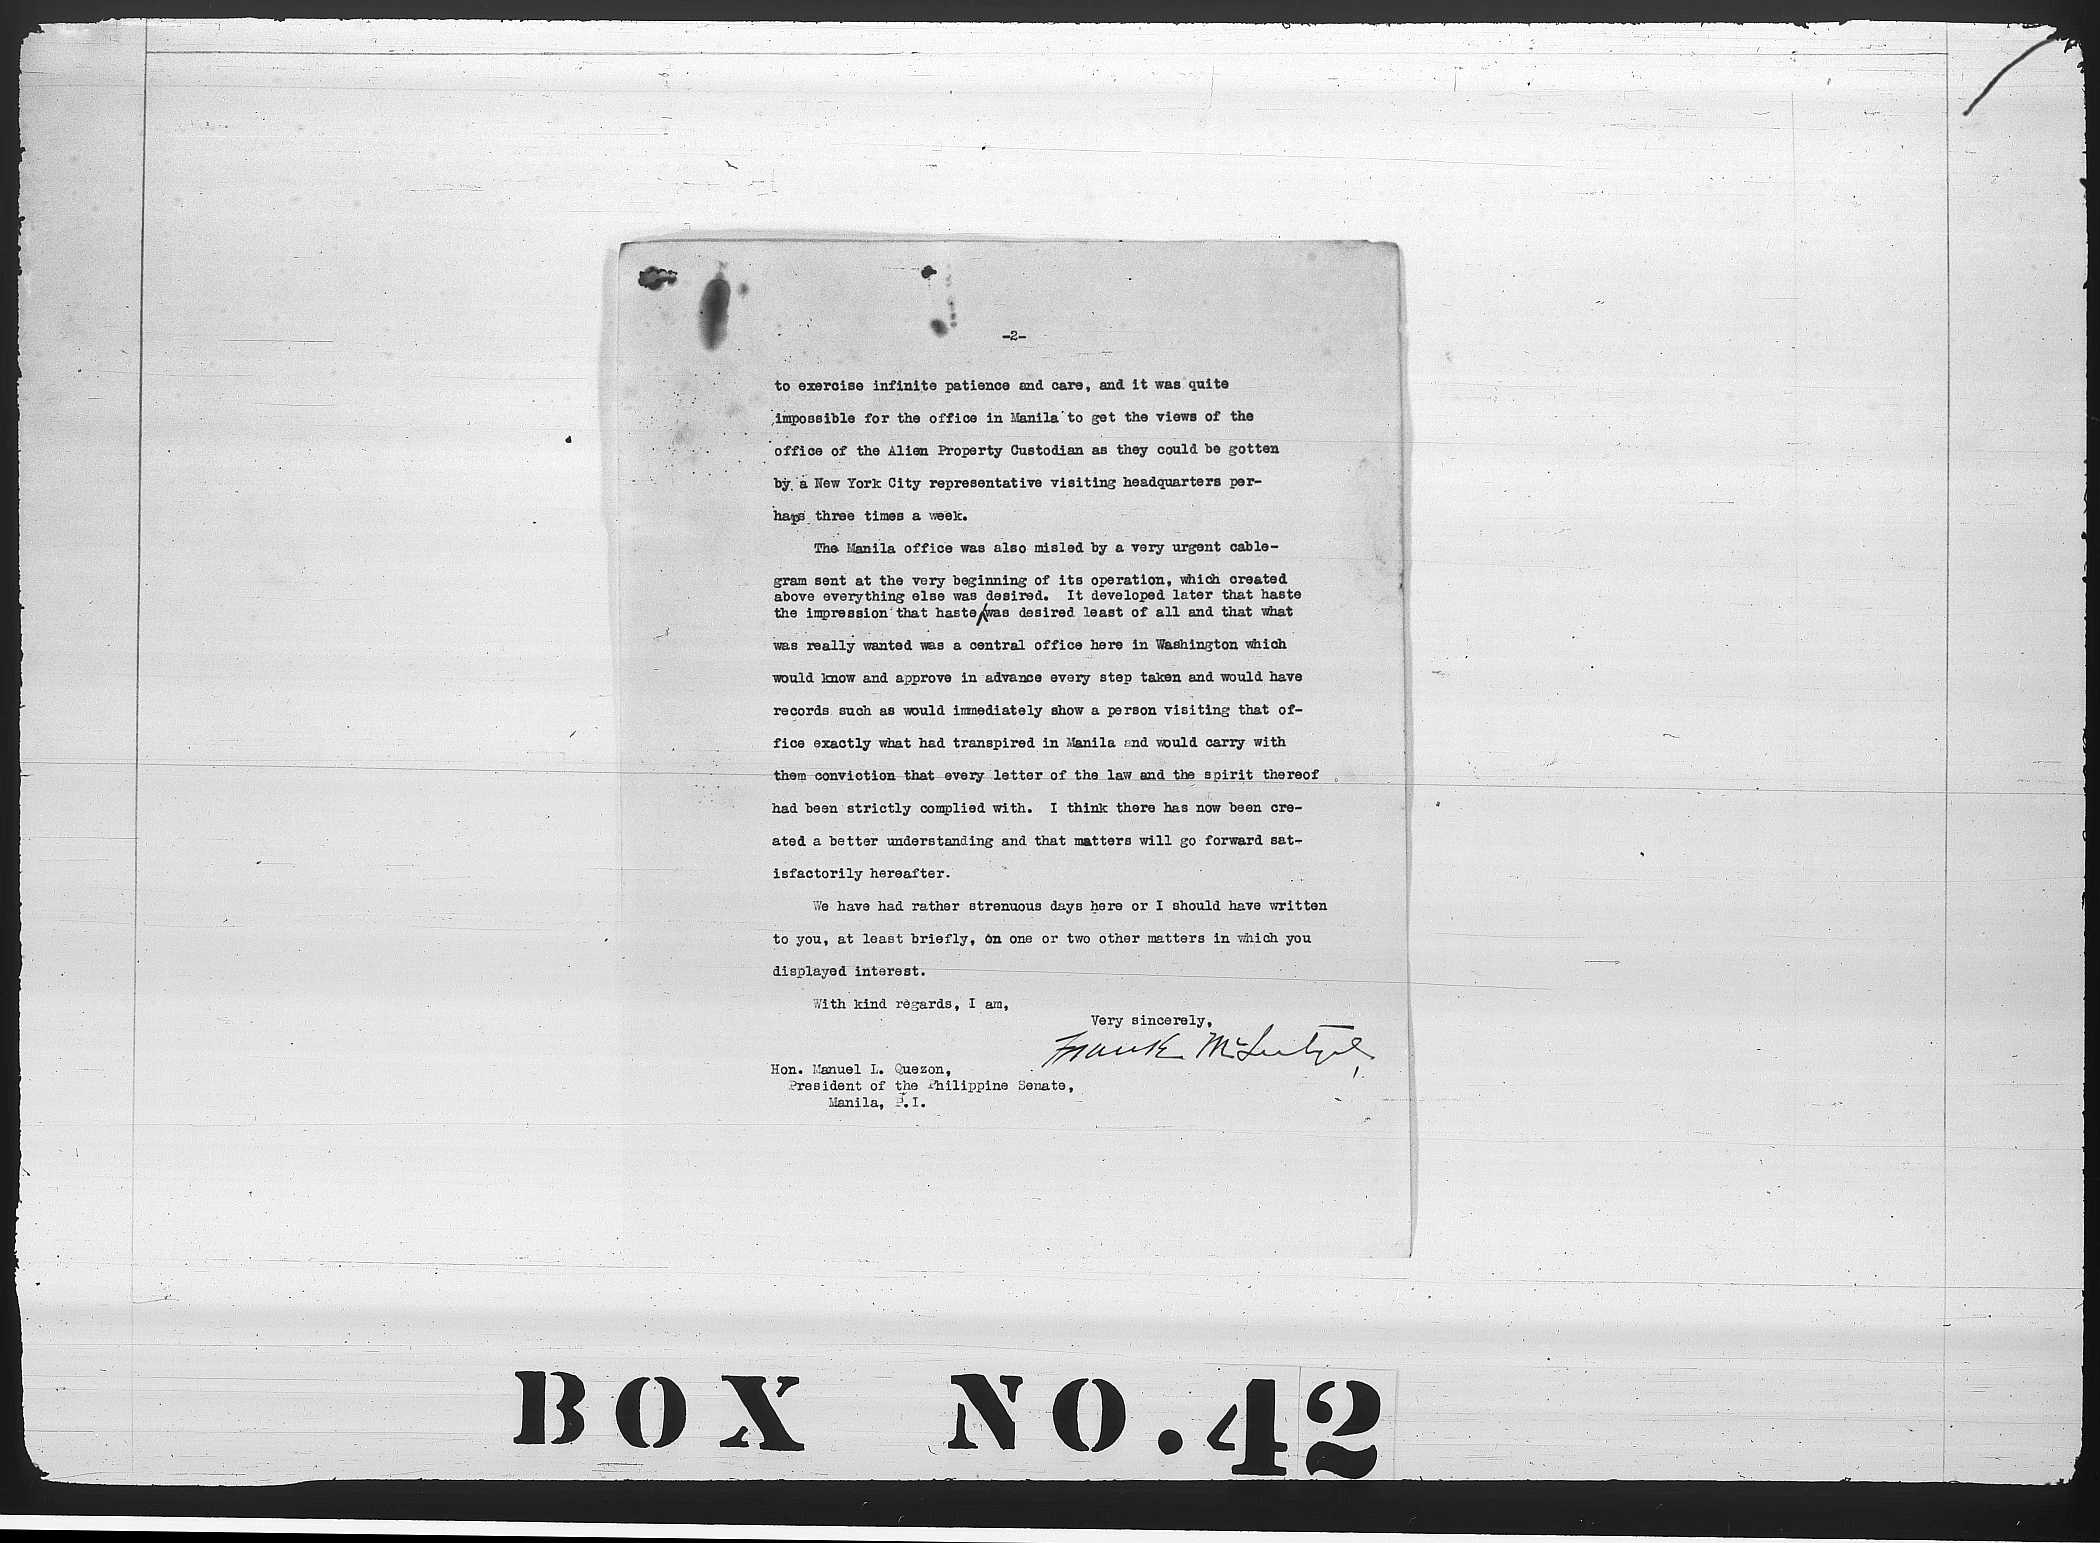 -2-
to exercise infinite patience and care, and it was quite
impossible for the office in Manila to get the views of the
office of the Alien Property Custodian as they could be gotten
by a New York City representative visiting headquarters per-
haps three times a week.
The Manila office was also misled by a very urgent cable-
gram sent at the very beginning of its operation, which created
above everything else was desired. It developed later that haste
the impression that haste was desired least of all and that what
was really wanted was a central office here in Washington which
would know and approve in advance every step taken and would have
records such as would immediately show a person visiting that of-
fice exactly what had transpired in Manila and would carry with
them conviction that every letter of the law and the spirit thereof
had been strictly complied with. I think there has now been cre-
ated a better understanding and that matters will go forward sat-
isfactorily hereafter.
We have had rather strenuous days here or I should have written
to you, at least briefly, on one or two other matters in which you
displayed interest.
With kind regards, I am,
Very sincerely,
Frank McIntyre
Hon. Manuel L. Quezon,
President of the Philippine Senate,
Manila, P.I.
BOX NO. 42